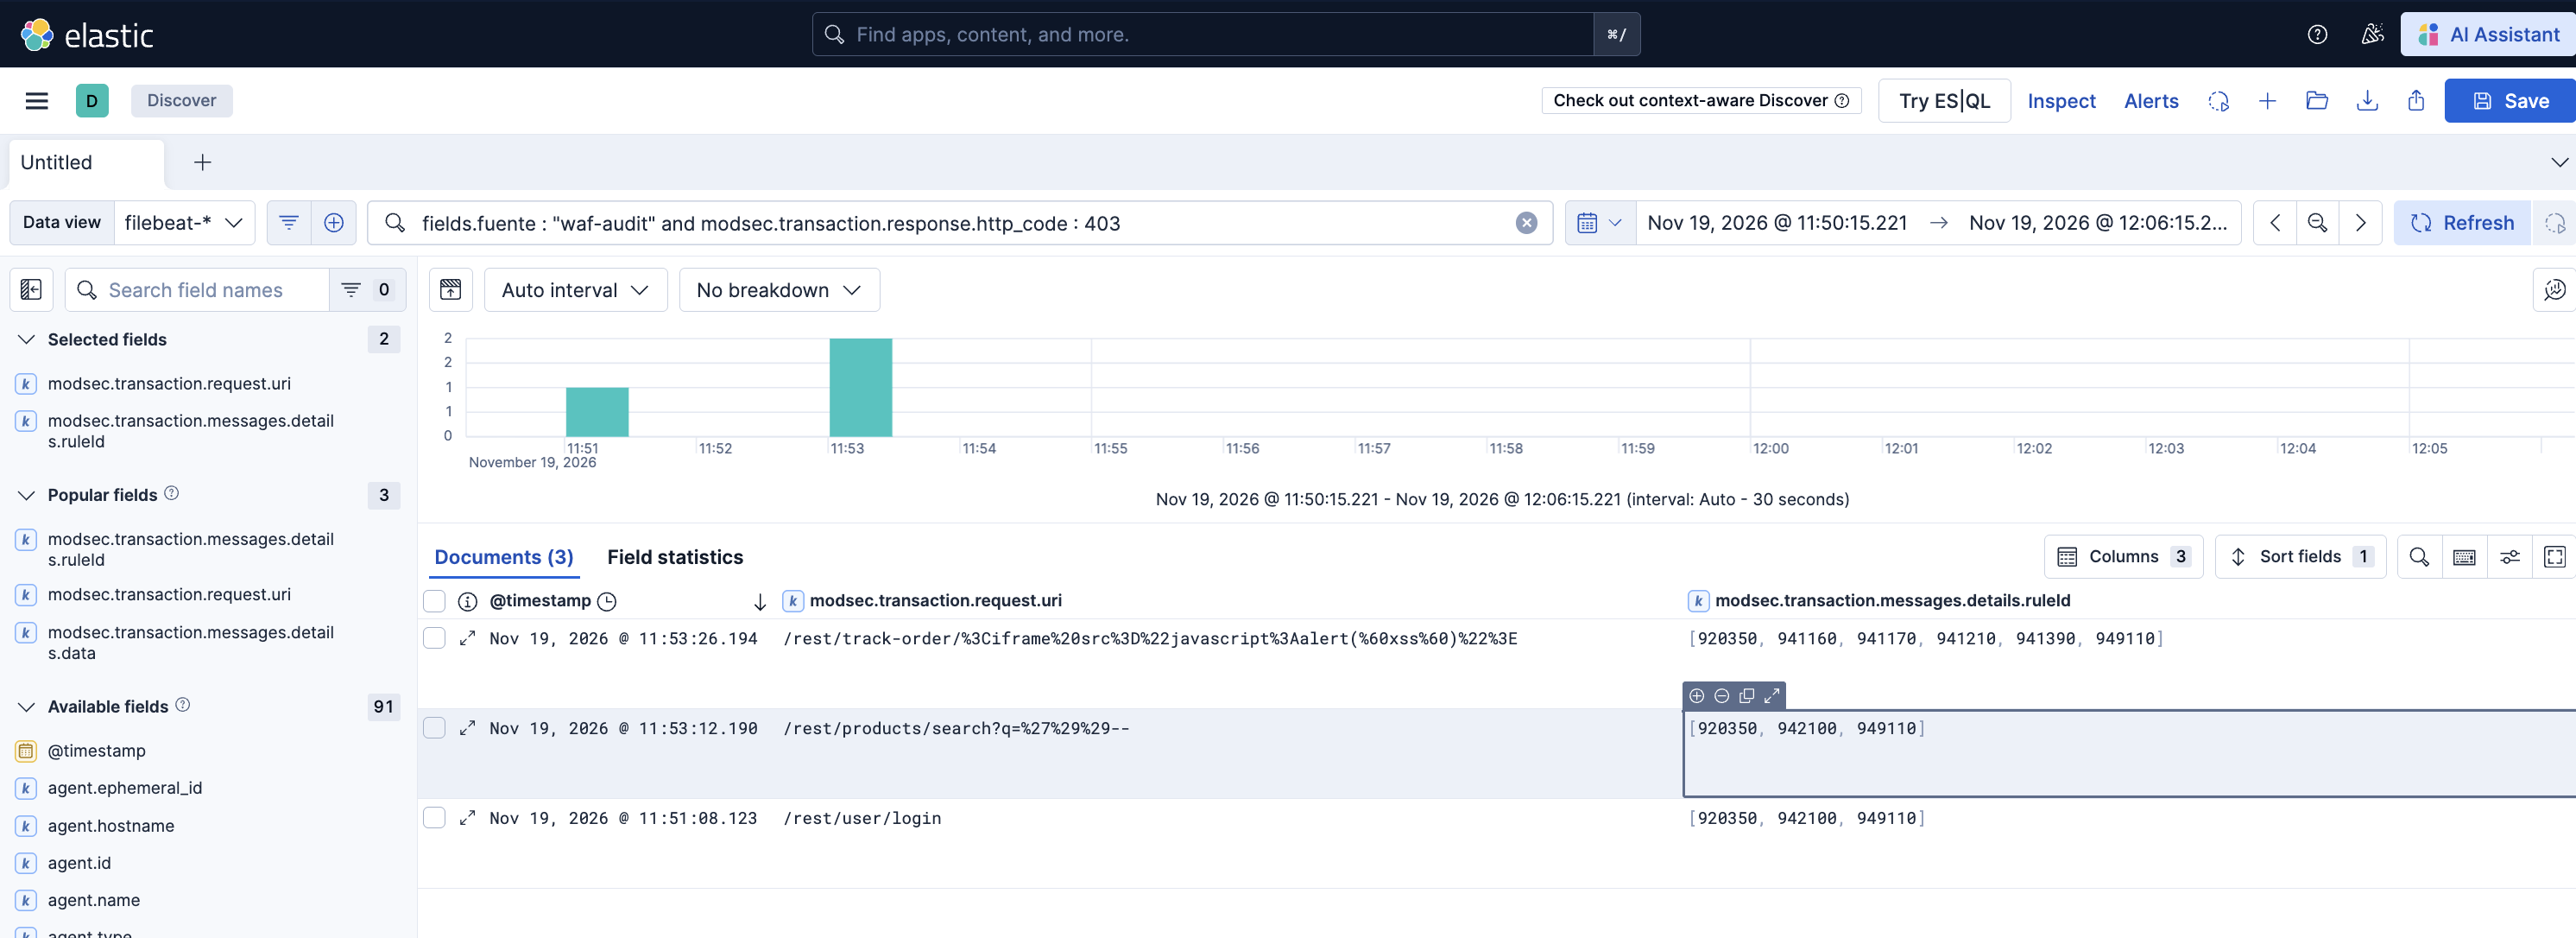 elastic
Find apps, content, and more.
⌘/
AI Assistant
D
Discover
Check out context-aware Discover
Try ES|QL
Inspect
Alerts
Save
Untitled
Data view
filebeat-*
fields.fuente : "waf-audit" and modsec.transaction.response.http_code : 403
Nov 19, 2026 @ 11:50:15.221 → Nov 19, 2026 @ 12:06:15.2...
Refresh
Search field names
0
Auto interval
No breakdown
Selected fields
2
k modsec.transaction.request.uri
k modsec.transaction.messages.detail
s.ruleId
Popular fields
3
k modsec.transaction.messages.detail
s.ruleId
k modsec.transaction.request.uri
k modsec.transaction.messages.detail
s.data
Available fields
91
@timestamp
k agent.ephemeral_id
k agent.hostname
k agent.id
k agent.name
k agent.type
2
2
1
1
0
11:51 11:52 11:53 11:54 11:55 11:56 11:57 11:58 11:59 12:00 12:01 12:02 12:03 12:04 12:05
November 19, 2026
Nov 19, 2026 @ 11:50:15.221 - Nov 19, 2026 @ 12:06:15.221 (interval: Auto - 30 seconds)
Documents (3)
Field statistics
Columns 3
Sort fields 1
@timestamp
k modsec.transaction.request.uri
k modsec.transaction.messages.details.ruleId
Nov 19, 2026 @ 11:53:26.194 /rest/track-order/%3Ciframe%20src%3D%22javascript%3Aalert(%60xss%60)%22%3E [920350, 941160, 941170, 941210, 941390, 949110]
Nov 19, 2026 @ 11:53:12.190 /rest/products/search?q=%27%29%29-- [920350, 942100, 949110]
Nov 19, 2026 @ 11:51:08.123 /rest/user/login [920350, 942100, 949110]